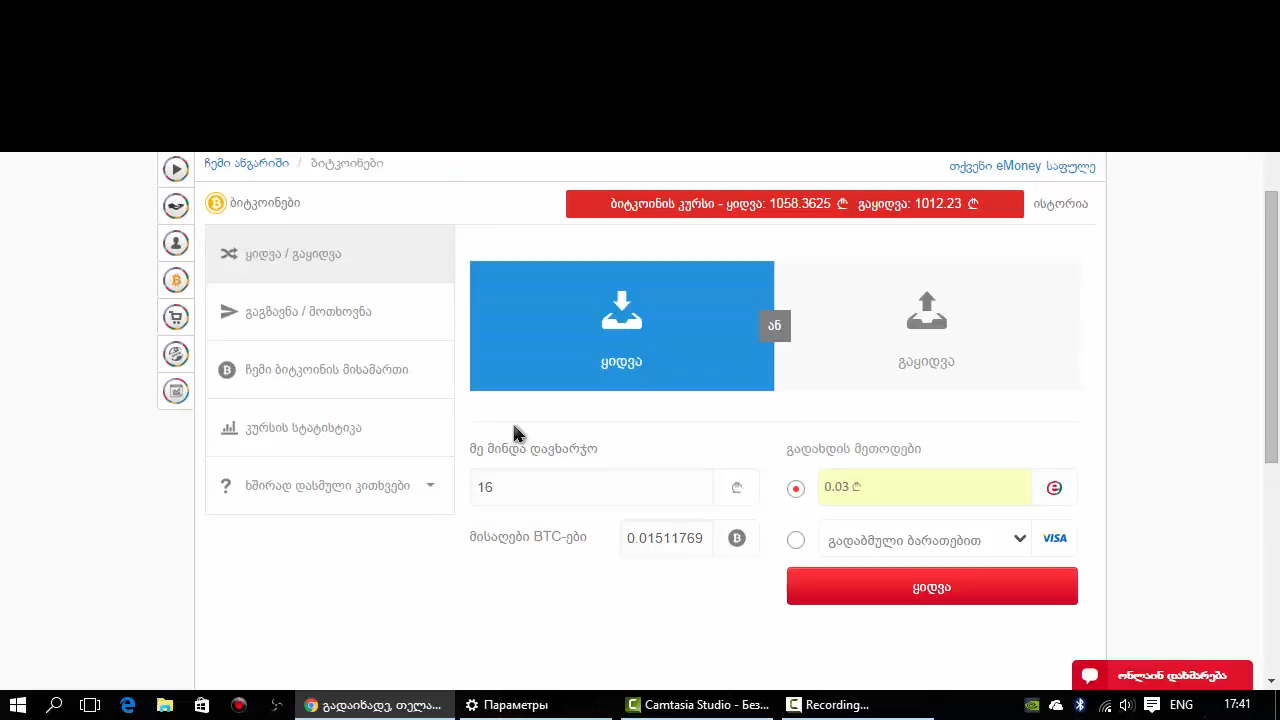 ჩემი ანგარიში / ბიტკოინები
თქვენი eMoney საფულე
ბიტკოინები
ბიტკოინის კურსი - ყიდვა: 1058.3625 ₾ გაყიდვა: 1012.23 ₾
ისტორია
ყიდვა / გაყიდვა
გაგზავნა / მოთხოვნა
ჩემი ბიტკოინის მისამართი
კურსის სტატისტიკა
ხშირად დასმული კითხვები
ყიდვა
ან
გაყიდვა
მე მინდა დავხარჯო
16 ₾
მისაღები BTC-ები
0.01511769
გადახდის მეთოდები
0.03 ₾
გადაბმული ბარათებით
VISA
ყიდვა
ონლაინ დახმარება
გადაიხადე, თელა...
Параметры
Camtasia Studio - Без...
Recording...
ENG
17:41